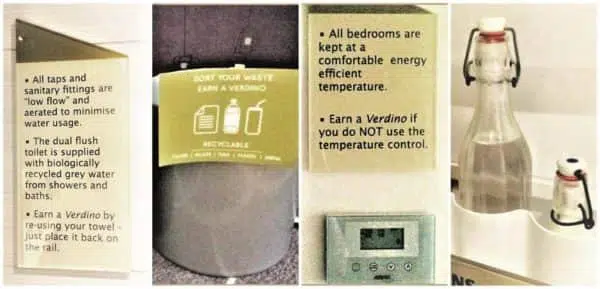 ▪ All taps and
sanitary fittings are
"low flow" and
aerated to minimise
water usage.
▪ The dual flush
toilet is supplied
with biologically
recycled grey water
from showers and
baths.
▪ Earn a Verdino by
re-using your towel -
just place it back on
the rail.
SORT YOUR WASTE
EARN A VERDINO
RECYCLABLE
▪ All bedrooms are
kept at a
comfortable energy
efficient
temperature.
▪ Earn a Verdino if
you do NOT use the
temperature control.
NS